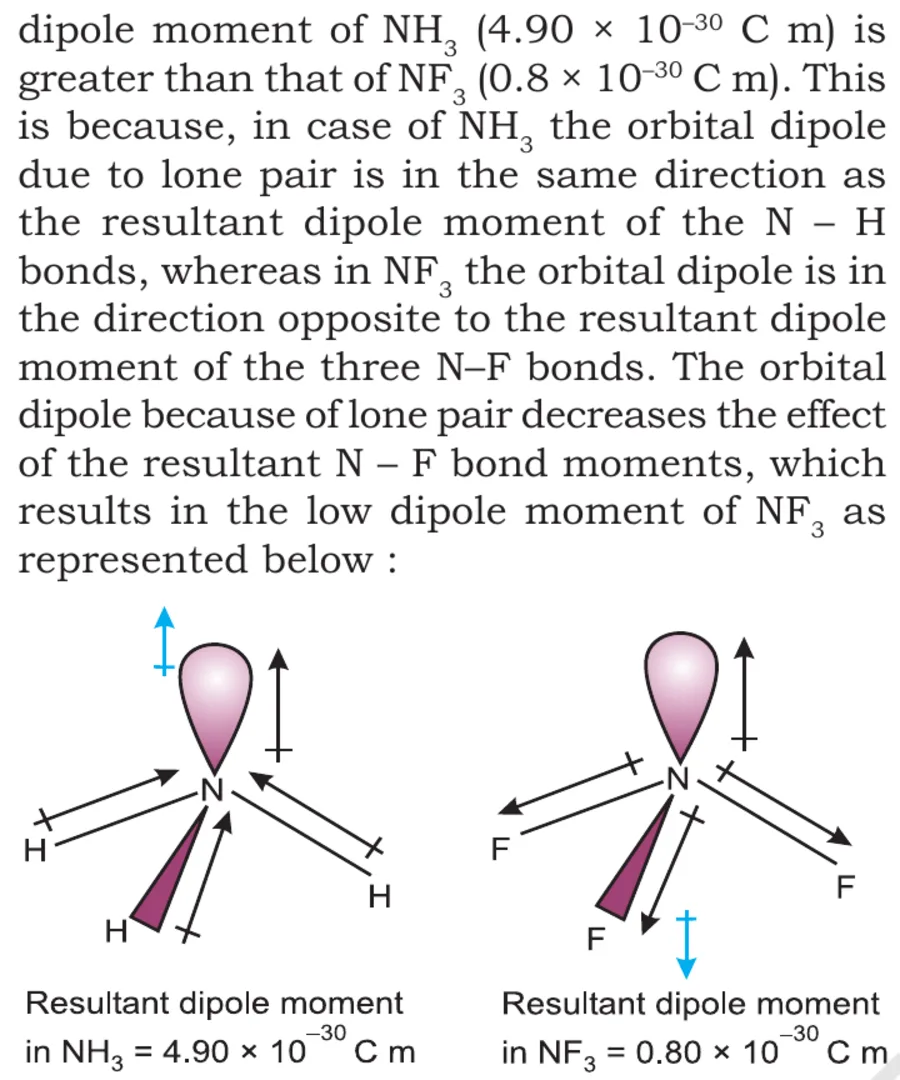 dipole moment of NH₃ (4.90 × 10⁻³⁰ C m) is
greater than that of NF₃ (0.8 × 10⁻³⁰ C m). This
is because, in case of NH₃ the orbital dipole
due to lone pair is in the same direction as
the resultant dipole moment of the N – H
bonds, whereas in NF₃ the orbital dipole is in
the direction opposite to the resultant dipole
moment of the three N–F bonds. The orbital
dipole because of lone pair decreases the effect
of the resultant N – F bond moments, which
results in the low dipole moment of NF₃ as
represented below :
N
H
H
H
Resultant dipole moment
in NH₃ = 4.90 × 10⁻³⁰ C m
N
F
F
F
Resultant dipole moment
in NF₃ = 0.80 × 10⁻³⁰ C m